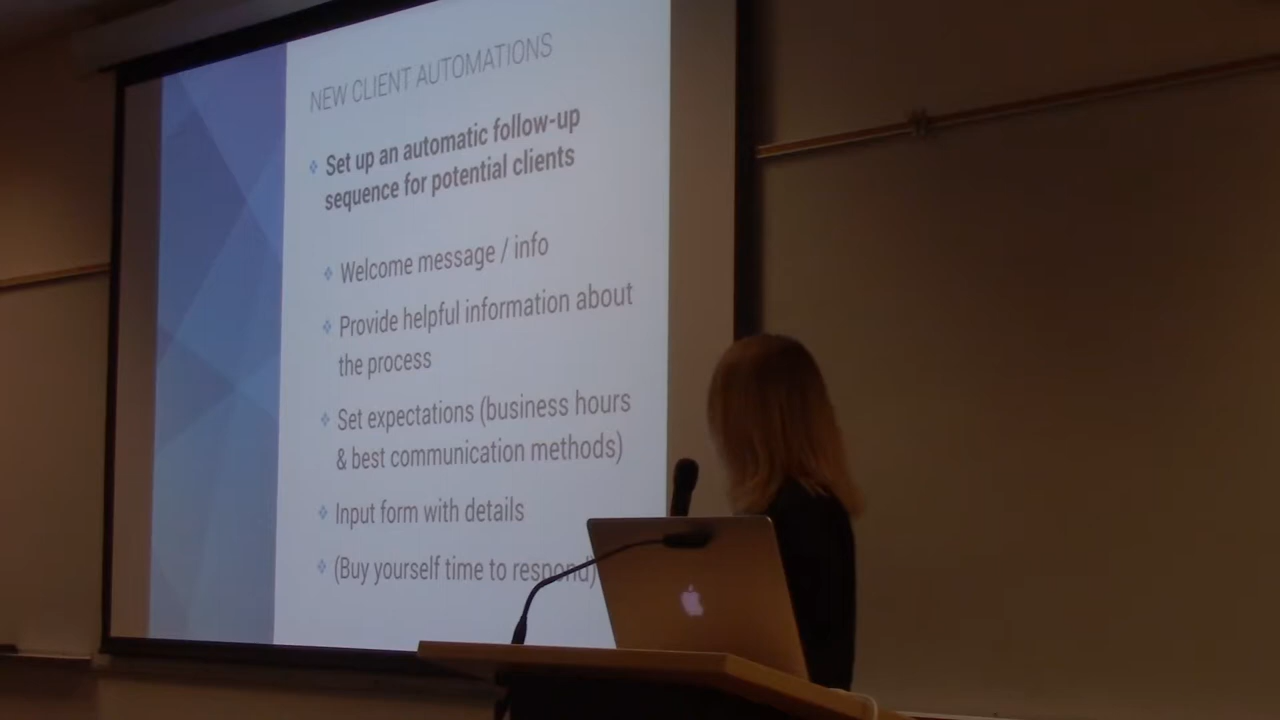 NEW CLIENT AUTOMATIONS
Set up an automatic follow-up
sequence for potential clients
Welcome message / info
Provide helpful information about
the process
Set expectations (business hours
& best communication methods)
Input form with details
(Buy yourself time to respond)